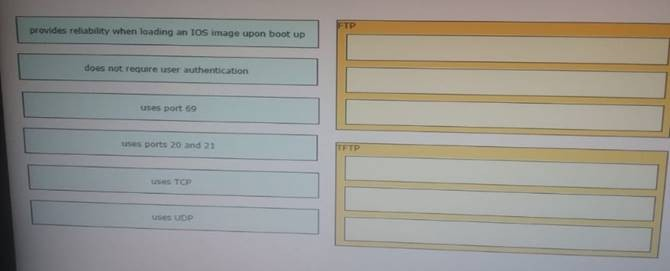 provides reliability when loading an IOS image upon boot up
does not require user authentication
uses port 69
uses ports 20 and 21
uses TCP
uses UDP
FTP
TFTP